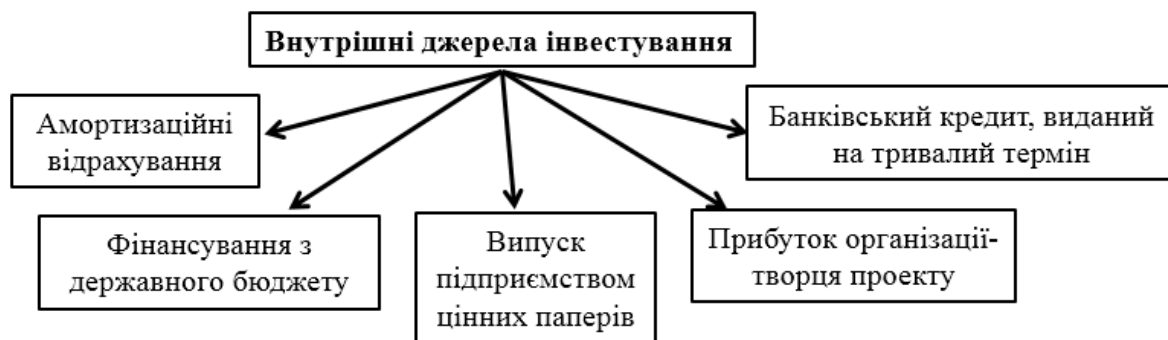 Внутрішні джерела інвестування
Амортизаційні
відрахування
Банківський кредит, виданий
на тривалий термін
Фінансування з
державного бюджету
Випуск
підприємством
цінних паперів
Прибуток організації-
творця проекту